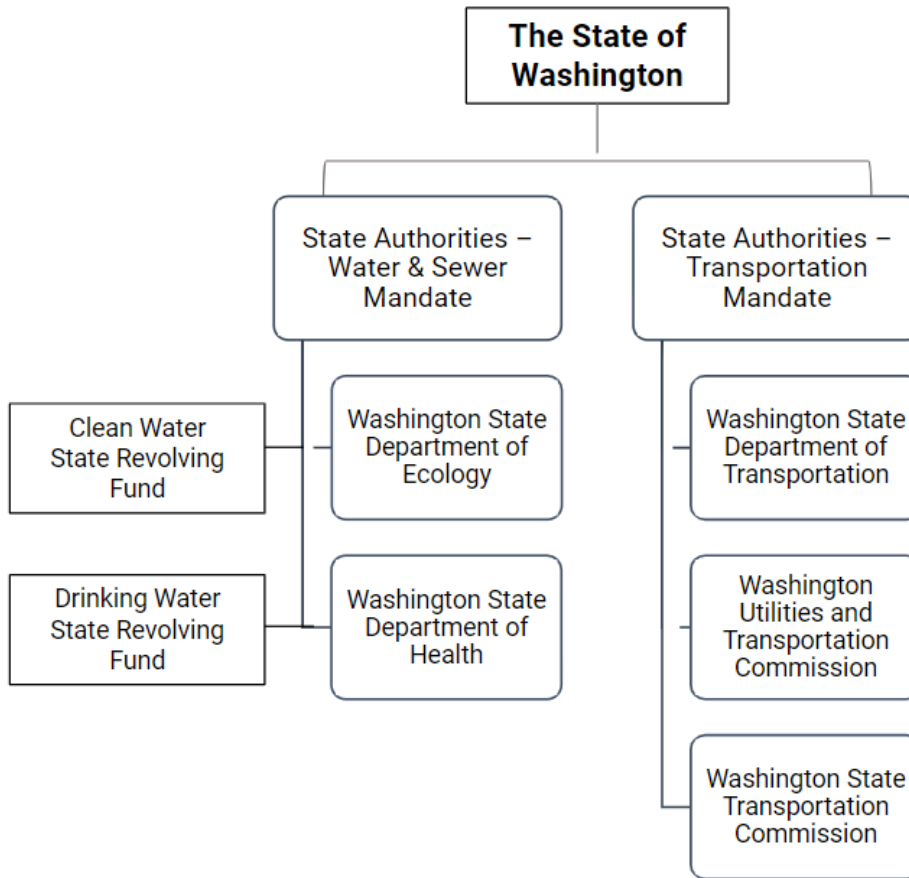 The State of
Washington
State Authorities –
Water & Sewer
Mandate
State Authorities –
Transportation
Mandate
Clean Water
State Revolving
Fund
Washington State
Department of
Ecology
Washington State
Department of
Transportation
Drinking Water
State Revolving
Fund
Washington State
Department of
Health
Washington
Utilities and
Transportation
Commission
Washington State
Transportation
Commission